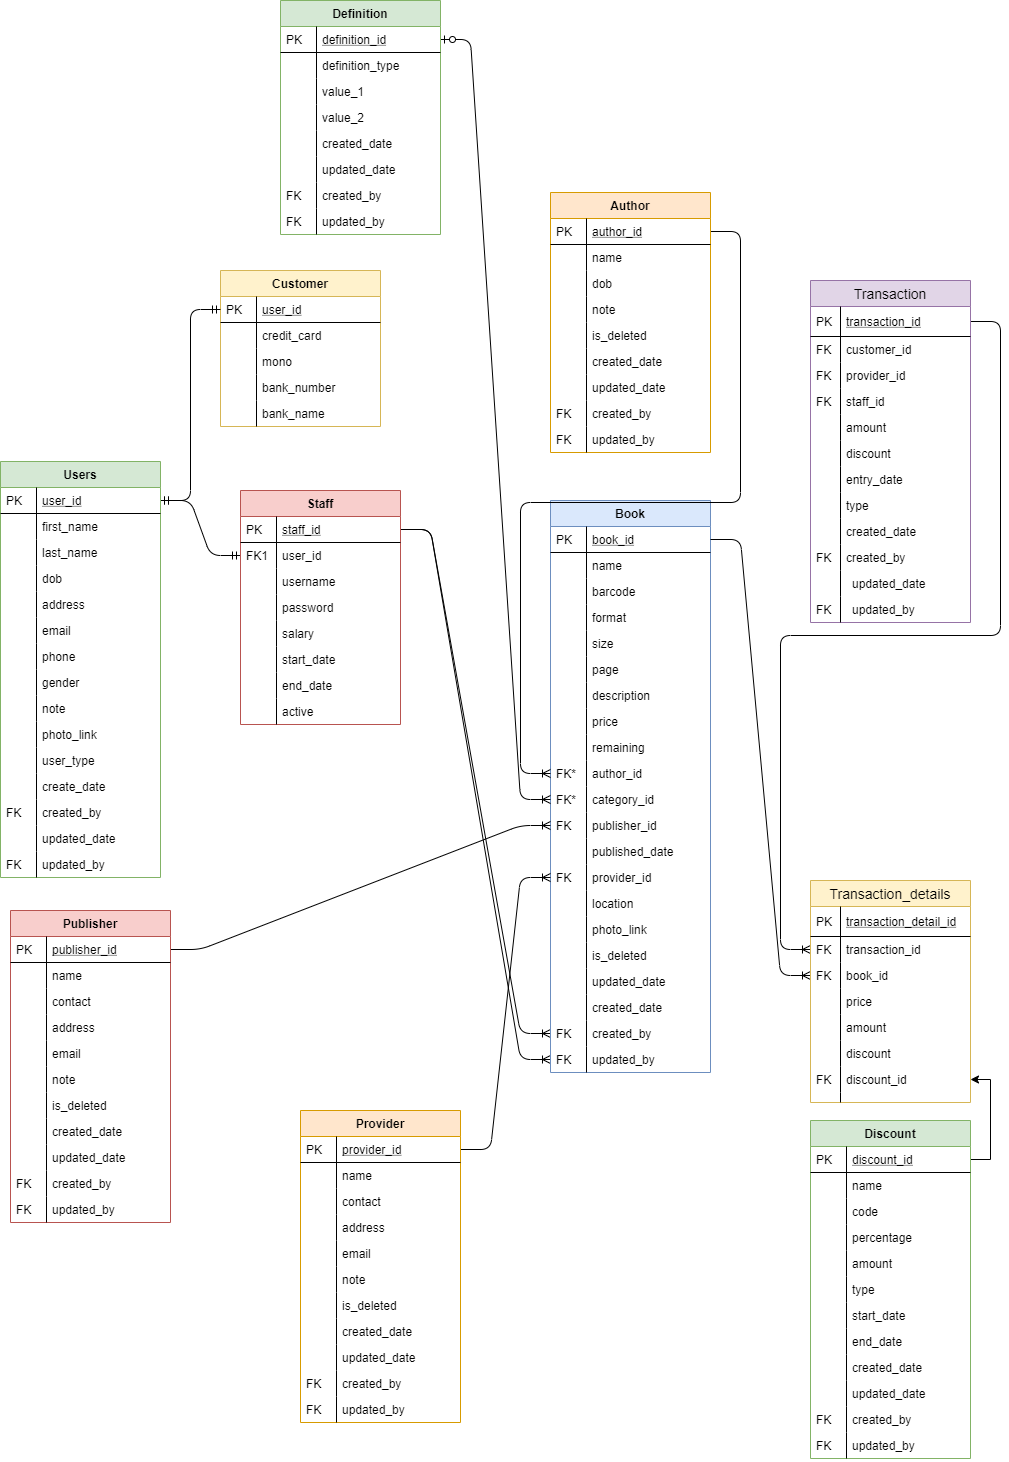 Definition
PK definition_id
definition_type
value_1
value_2
created_date
updated_date
FK created_by
FK updated_by
Author
PK author_id
name
dob
note
is_deleted
created_date
updated_date
FK created_by
FK updated_by
Customer
PK user_id
credit_card
mono
bank_number
bank_name
Transaction
PK transaction_id
FK customer_id
FK provider_id
FK staff_id
amount
discount
entry_date
type
created_date
FK created_by
updated_date
FK updated_by
Users
PK user_id
first_name
last_name
dob
address
email
phone
gender
note
photo_link
user_type
create_date
FK created_by
updated_date
FK updated_by
Staff
PK staff_id
FK1 user_id
username
password
salary
start_date
end_date
active
Book
PK book_id
name
barcode
format
size
page
description
price
remaining
FK* author_id
FK* category_id
FK publisher_id
published_date
FK provider_id
location
photo_link
is_deleted
updated_date
created_date
FK created_by
FK updated_by
Transaction_details
PK transaction_detail_id
FK transaction_id
FK book_id
price
amount
discount
FK discount_id
Publisher
PK publisher_id
name
contact
address
email
note
is_deleted
created_date
updated_date
FK created_by
FK updated_by
Provider
PK provider_id
name
contact
address
email
note
is_deleted
created_date
updated_date
FK created_by
FK updated_by
Discount
PK discount_id
name
code
percentage
amount
type
start_date
end_date
created_date
updated_date
FK created_by
FK updated_by